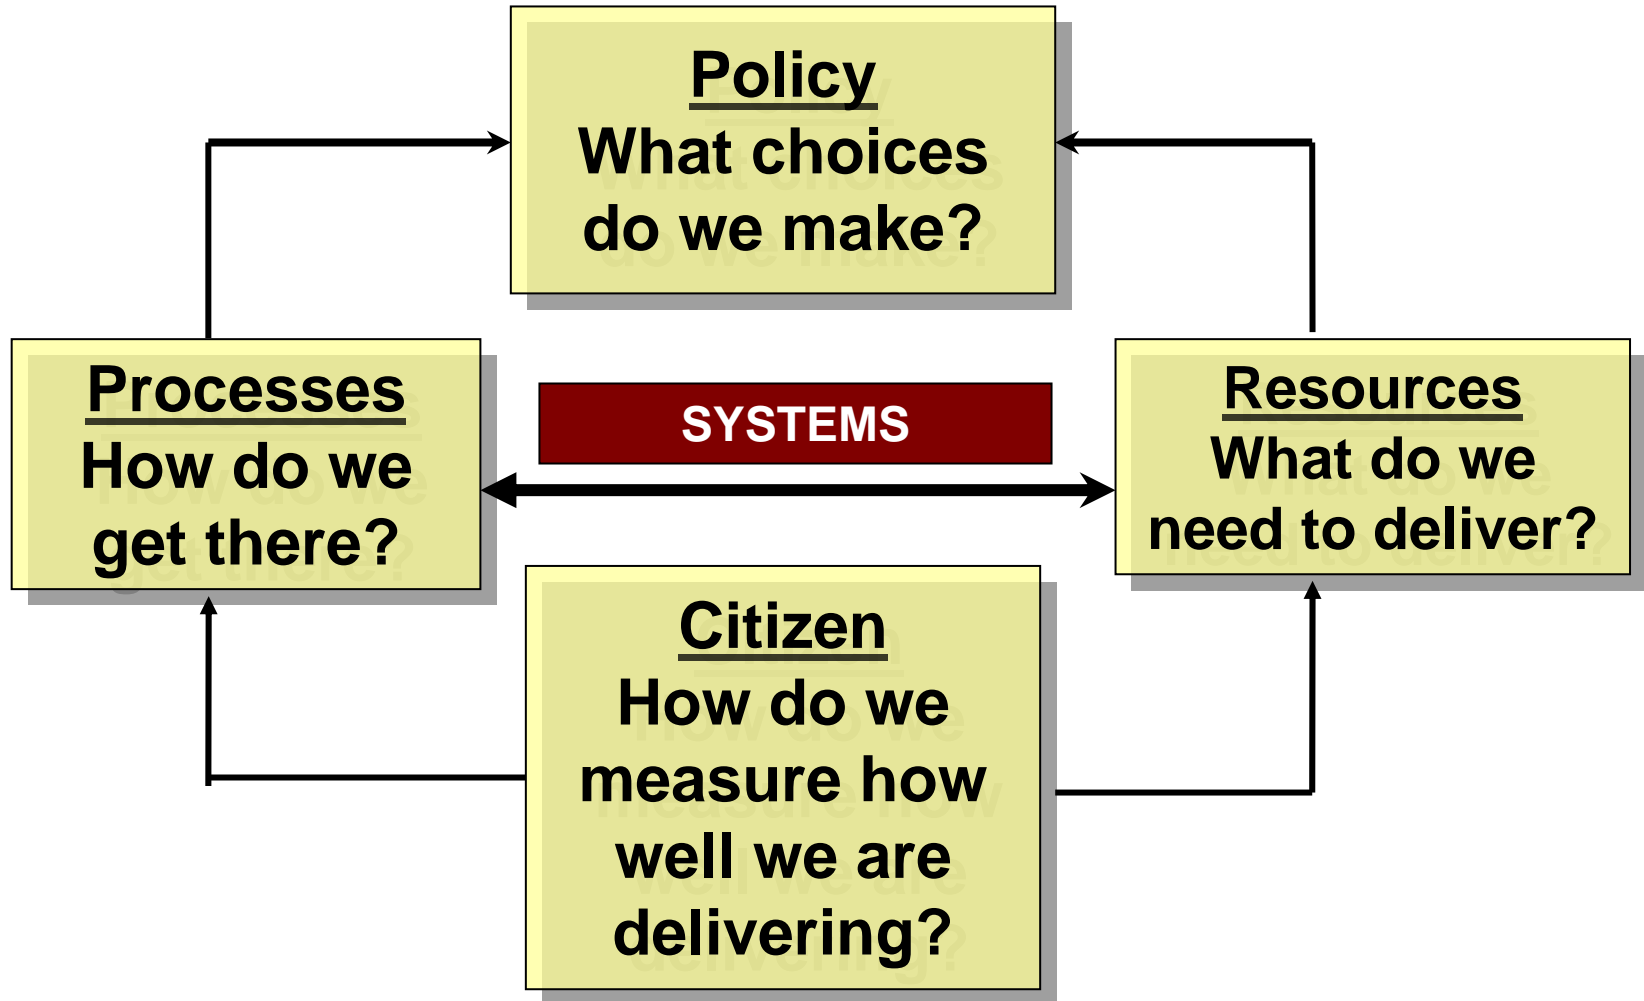 Policy
What choices
do we make?
Processes
How do we
get there?
SYSTEMS
Resources
What do we
need to deliver?
Citizen
How do we
measure how
well we are
delivering?